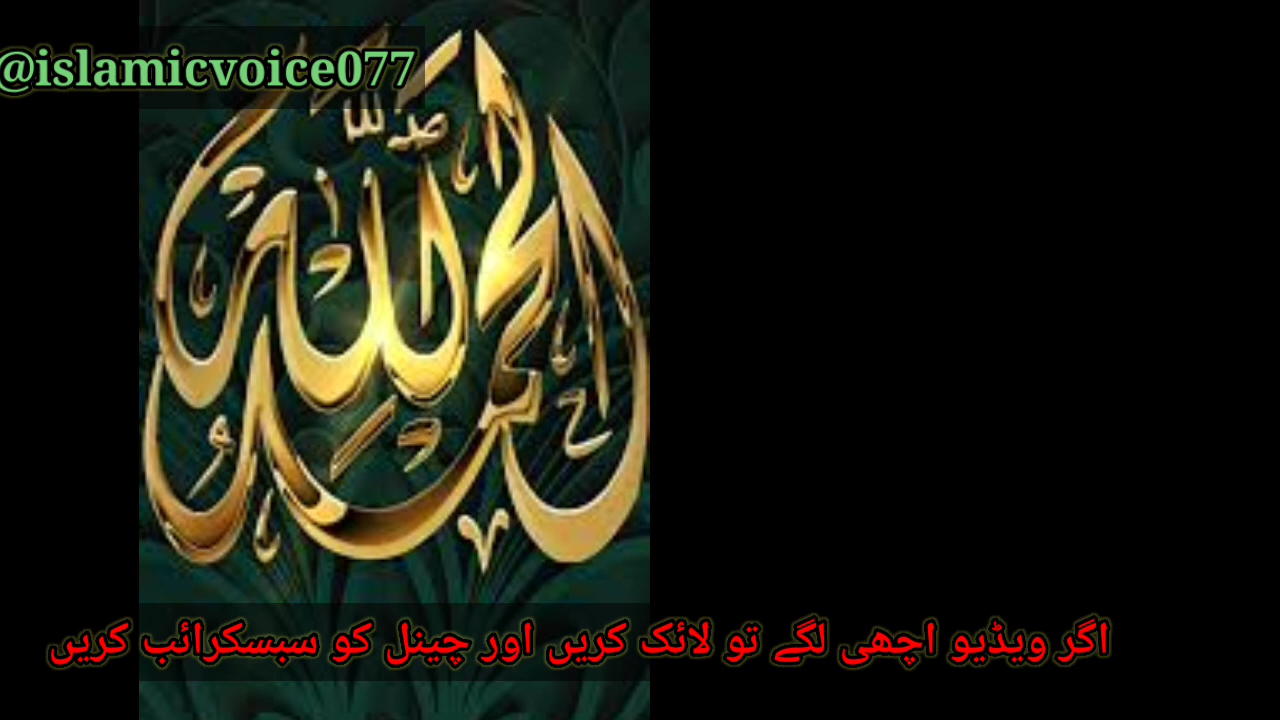 @islamicvoice077
الحمد لله
اگر ویڈیو اچھی لگے تو لائک کریں اور چینل کو سبسکرائب کریں